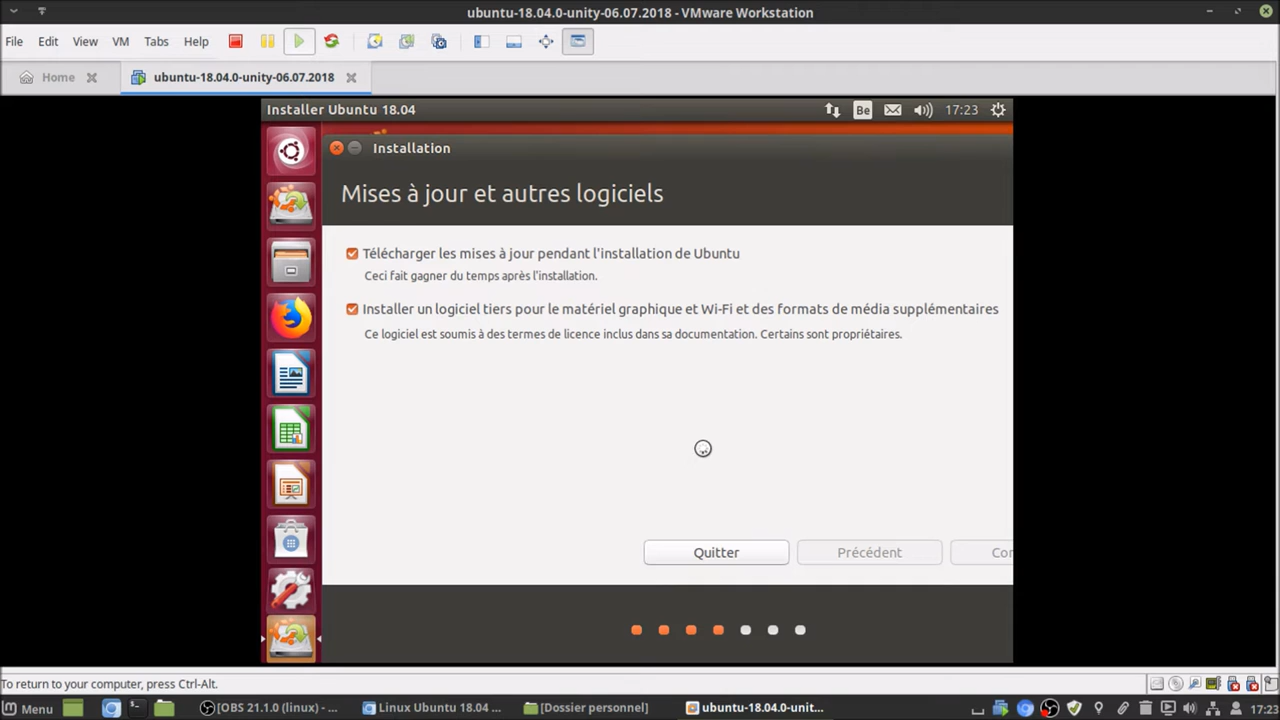 ubuntu-18.04.0-unity-06.07.2018 - VMware Workstation
File Edit View VM Tabs Help
Home ubuntu-18.04.0-unity-06.07.2018
Installer Ubuntu 18.04 Be 17:23
Installation
Mises à jour et autres logiciels
Télécharger les mises à jour pendant l'installation de Ubuntu
Ceci fait gagner du temps après l'installation.
Installer un logiciel tiers pour le matériel graphique et Wi-Fi et des formats de média supplémentaires
Ce logiciel est soumis à des termes de licence inclus dans sa documentation. Certains sont propriétaires.
Quitter Précédent Con
To return to your computer, press Ctrl-Alt.
Menu [OBS 21.1.0 (linux) - ... Linux Ubuntu 18.04 ... [Dossier personnel] ubuntu-18.04.0-unit... 17:23